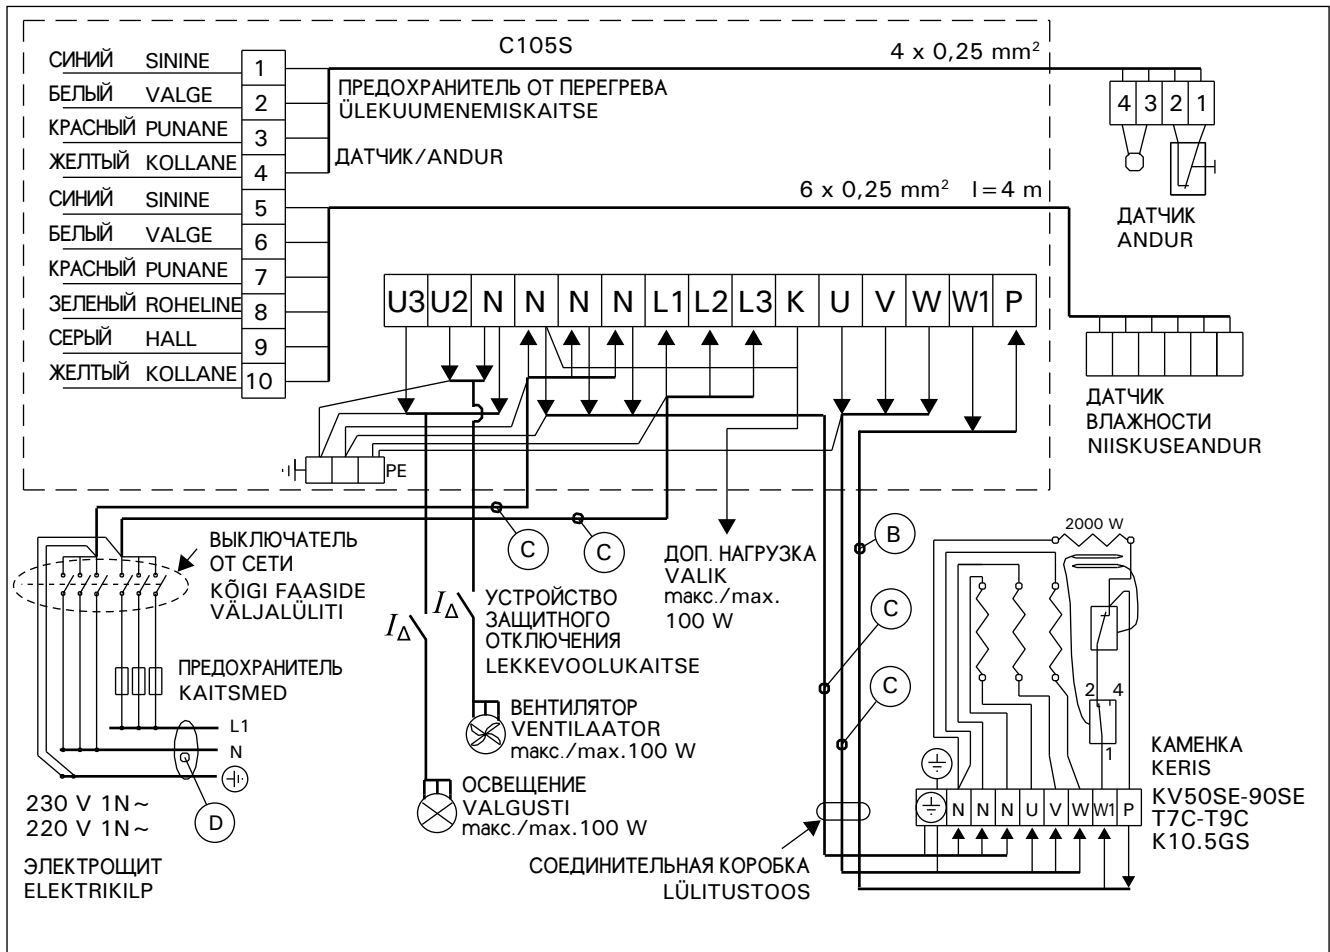 C105S
4 x 0,25 mm²
СИНИЙ SININE 1
БЕЛЫЙ VALGE 2
КРАСНЫЙ PUNANE 3
ЖЕЛТЫЙ KOLLANE 4
СИНИЙ SININE 5
БЕЛЫЙ VALGE 6
КРАСНЫЙ PUNANE 7
ЗЕЛЕНЫЙ ROHELINE 8
СЕРЫЙ HALL 9
ЖЕЛТЫЙ KOLLANE 10
ПРЕДОХРАНИТЕЛЬ ОТ ПЕРЕГРЕВА
ÜLEKUUMENEMISKAITSE
ДАТЧИК/ANDUR
4 3 2 1
ДАТЧИК
ANDUR
6 x 0,25 mm² l=4 m
U3 U2 N N N N L1 L2 L3 K U V W W1 P
ДАТЧИК
ВЛАЖНОСТИ
NIISKUSEANDUR
PE
C
C
B
C
C
ВЫКЛЮЧАТЕЛЬ
ОТ СЕТИ
KÕIGI FAASIDE
VÄLJALÜLITI
ПРЕДОХРАНИТЕЛЬ
KAITSMED
L1
N
D
230 V 1N~
220 V 1N~
ЭЛЕКТРОЩИТ
ELEKTRIKILP
IΔ
IΔ
УСТРОЙСТВО
ЗАЩИТНОГО
ОТКЛЮЧЕНИЯ
LEKKEVOOLUKAITSE
ВЕНТИЛЯТОР
VENTILAATOR
макс./max.100 W
ОСВЕЩЕНИЕ
VALGUSTI
макс./max.100 W
ДОП. НАГРУЗКА
VALIK
макс./max.
100 W
СОЕДИНИТЕЛЬНАЯ КОРОБКА
LÜLITUSTOOS
2000 W
2 4
1
N N N U V W W1 P
КАМЕНКА
KERIS
KV50SE-90SE
T7C-T9C
K10.5GS